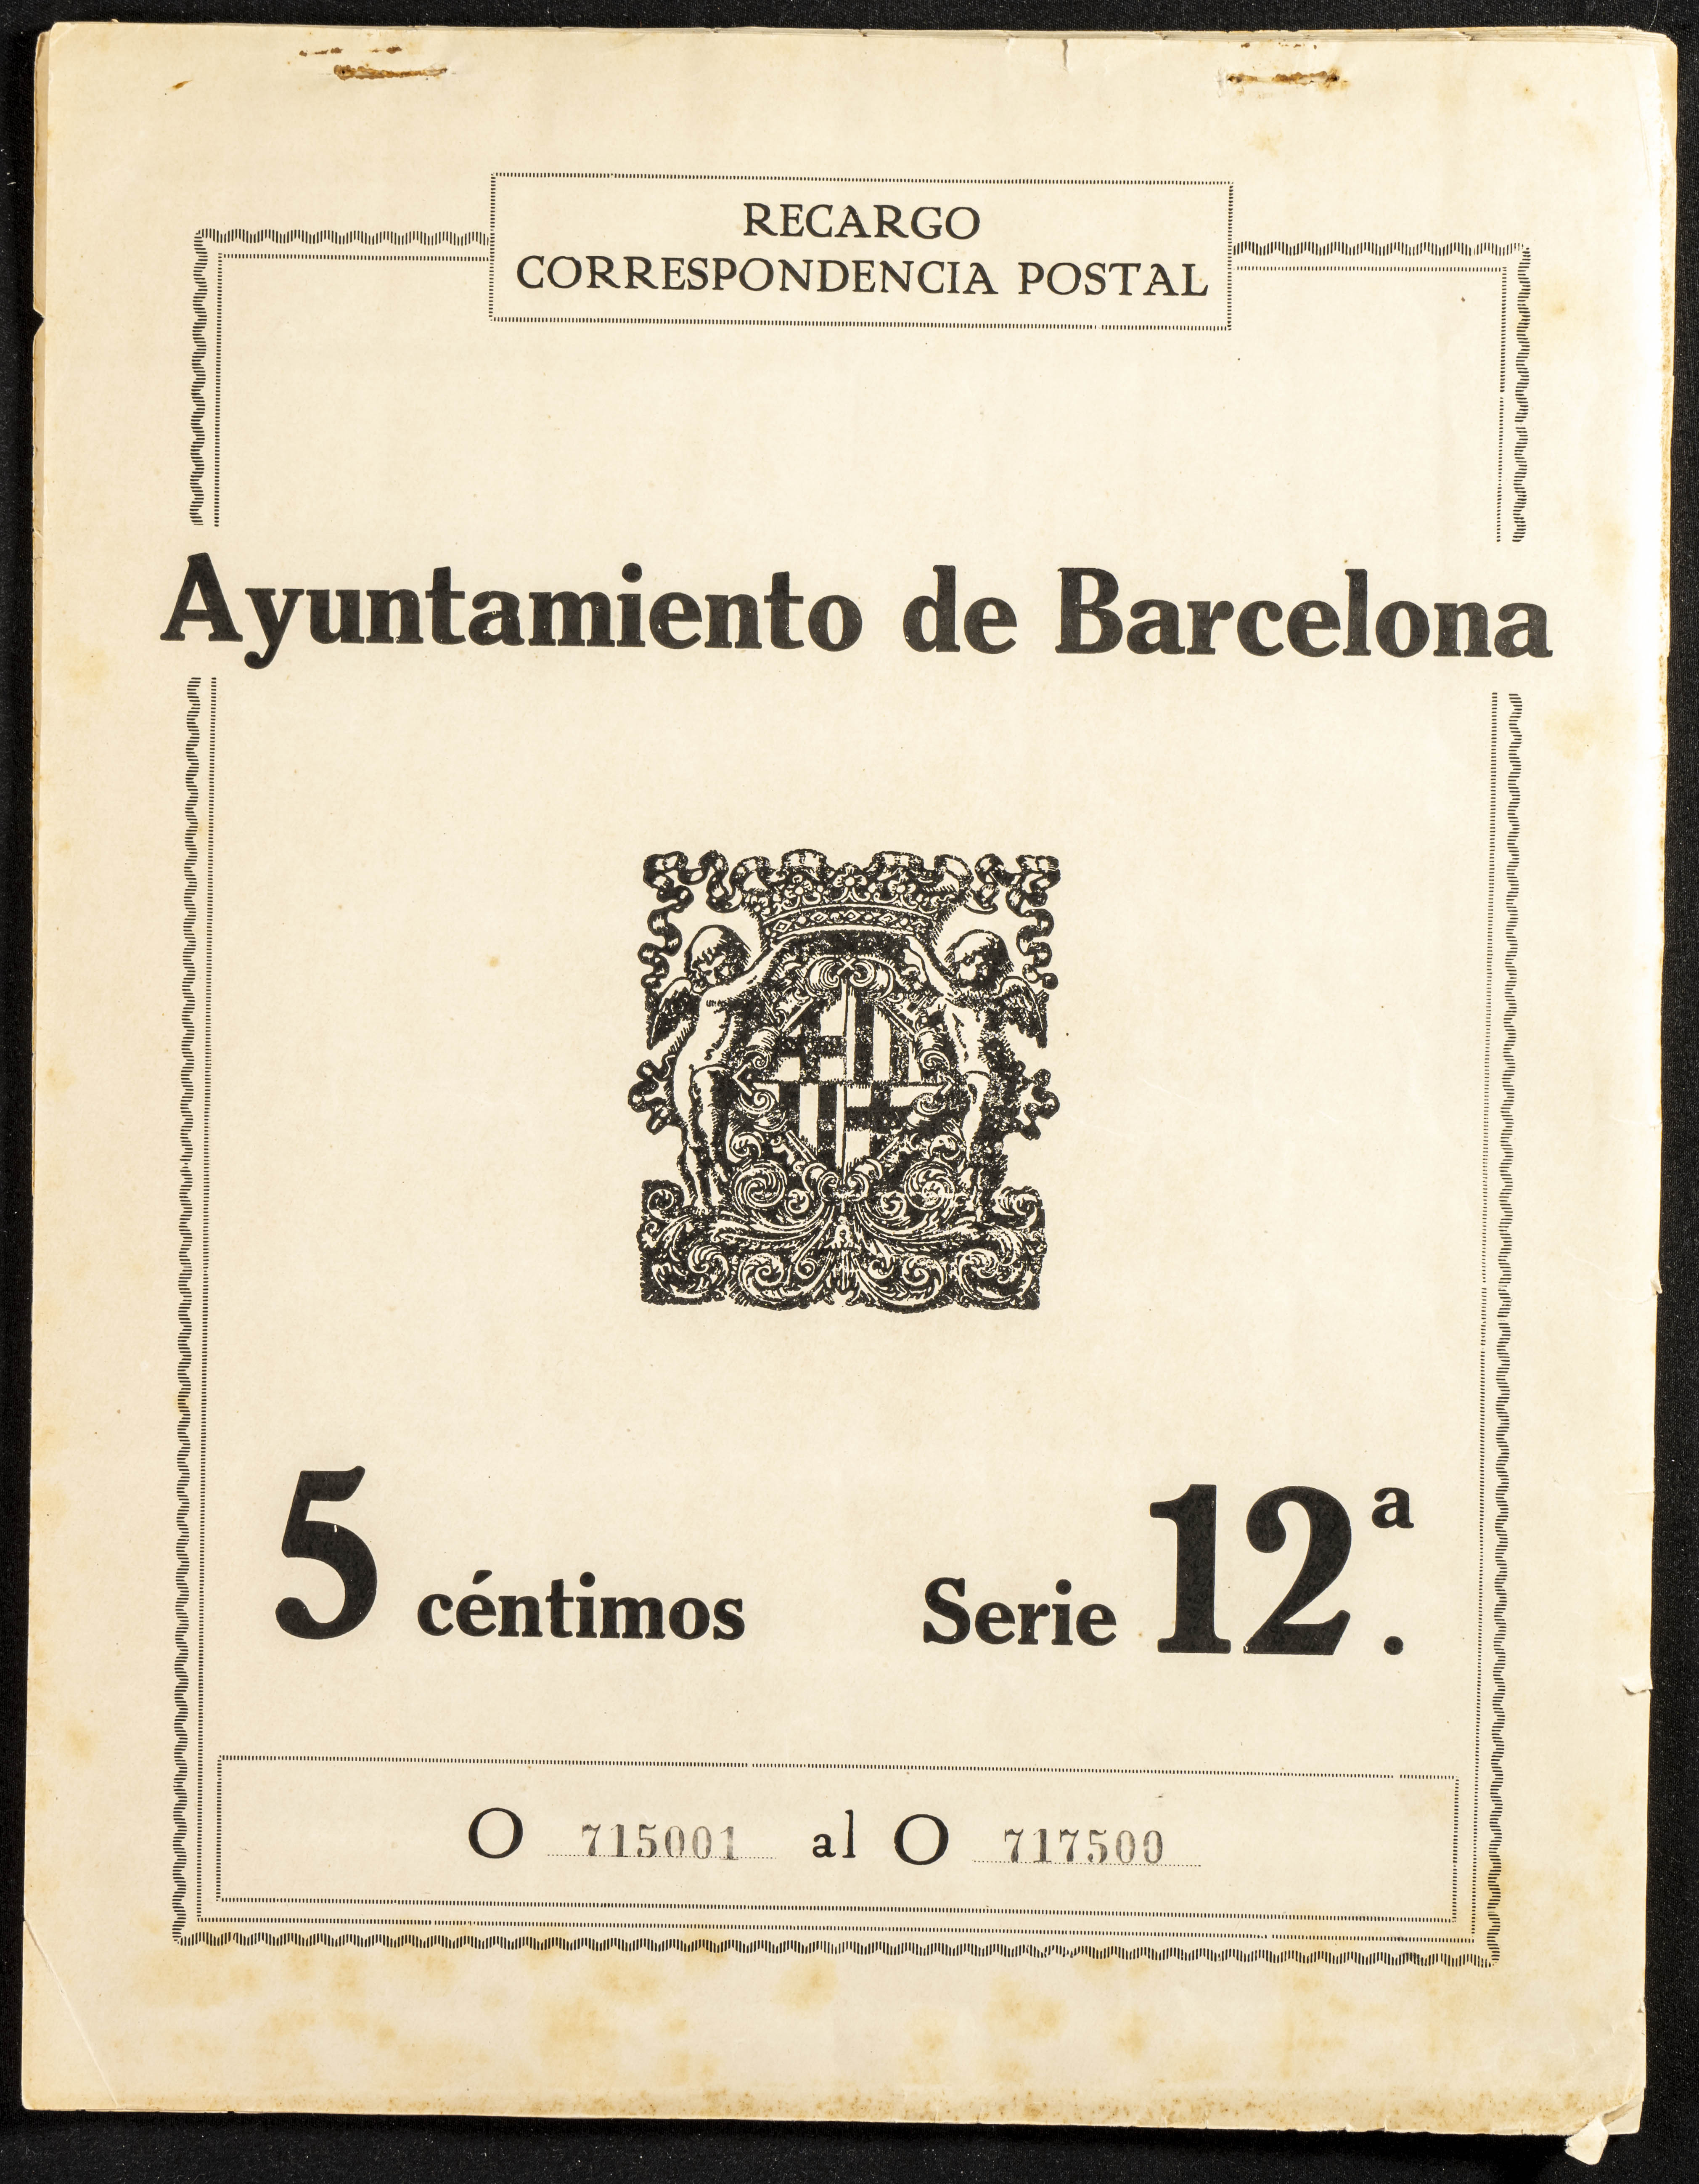 RECARGO
CORRESPONDENCIA POSTAL
Ayuntamiento de Barcelona
5 céntimos Serie 12ª.
O 715001 al O 717500